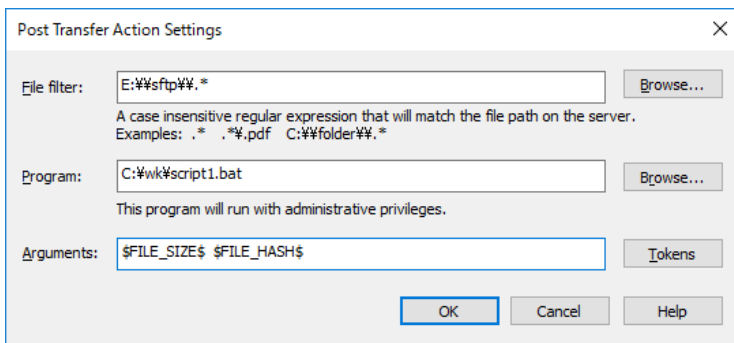 Post Transfer Action Settings
File filter: E:¥¥sftp¥¥.* Browse...
A case insensitive regular expression that will match the file path on the server.
Examples: .* .*¥.pdf C:¥¥folder¥¥.*
Program: C:¥wk¥script1.bat Browse...
This program will run with administrative privileges.
Arguments: $FILE_SIZE$ $FILE_HASH$ Tokens
OK Cancel Help